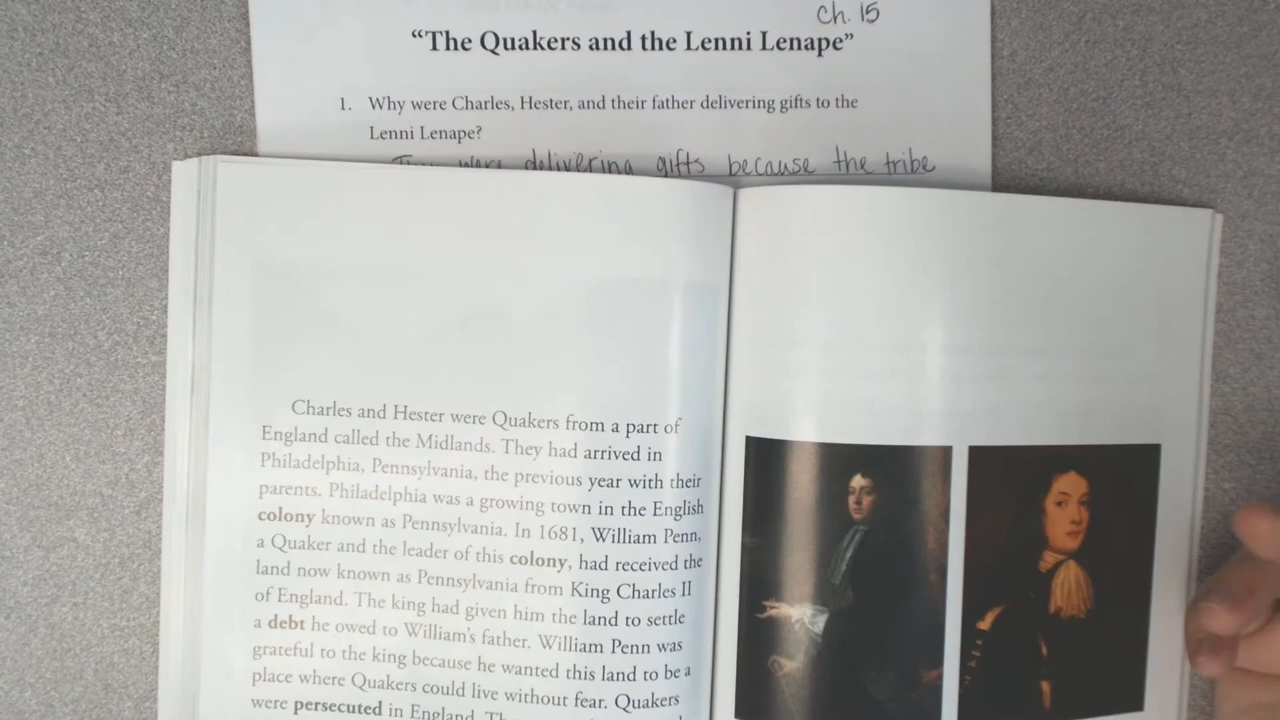 Ch. 15
“The Quakers and the Lenni Lenape”
1. Why were Charles, Hester, and their father delivering gifts to the
Lenni Lenape?
were delivering gifts because the tribe
Charles and Hester were Quakers from a part of
England called the Midlands. They had arrived in
Philadelphia, Pennsylvania, the previous year with their
parents. Philadelphia was a growing town in the English
colony known as Pennsylvania. In 1681, William Penn,
a Quaker and the leader of this colony, had received the
land now known as Pennsylvania from King Charles II
of England. The king had given him the land to settle
a debt he owed to William’s father. William Penn was
grateful to the king because he wanted this land to be a
place where Quakers could live without fear. Quakers
were persecuted in England.